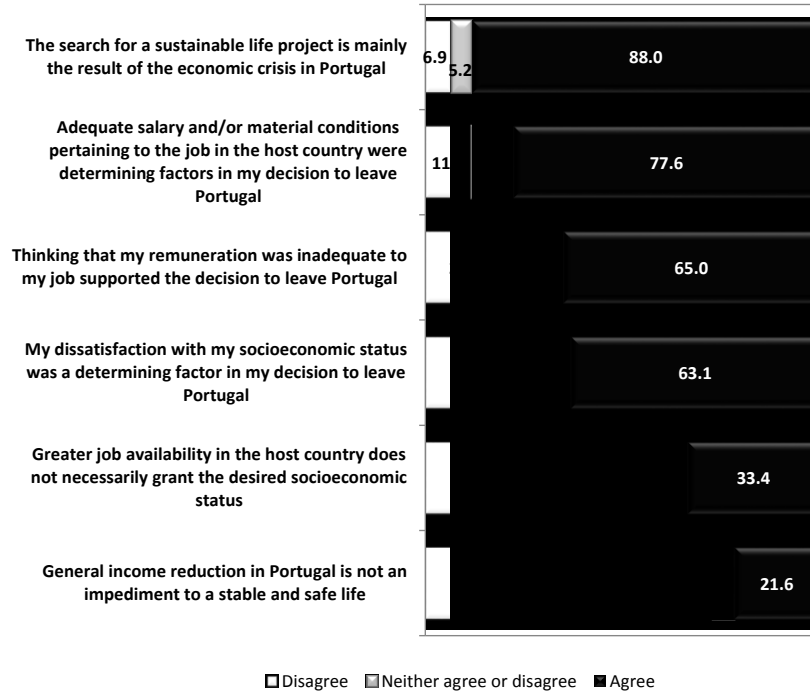 The search for a sustainable life project is mainly
the result of the economic crisis in Portugal
6.9
5.2
88.0
Adequate salary and/or material conditions
pertaining to the job in the host country were
determining factors in my decision to leave
Portugal
11
77.6
Thinking that my remuneration was inadequate to
my job supported the decision to leave Portugal
65.0
My dissatisfaction with my socioeconomic status
was a determining factor in my decision to leave
Portugal
63.1
Greater job availability in the host country does
not necessarily grant the desired socioeconomic
status
33.4
General income reduction in Portugal is not an
impediment to a stable and safe life
21.6
Disagree Neither agree or disagree Agree